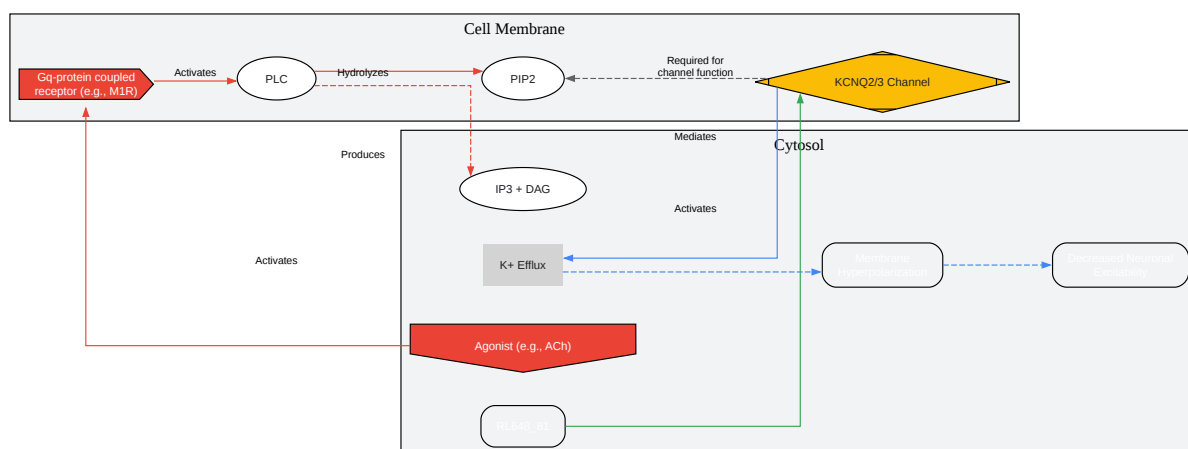 Cell Membrane
Gq-protein coupled
receptor (e.g., M1R)
Activates
PLC
Hydrolyzes
PIP2
Required for
channel function
KCNQ2/3 Channel
Mediates
Cytosol
Produces
IP3 + DAG
Activates
Activates
K+ Efflux
Membrane
Hyperpolarization
Decreased Neuronal
Excitability
Agonist (e.g., ACh)
RL648_81